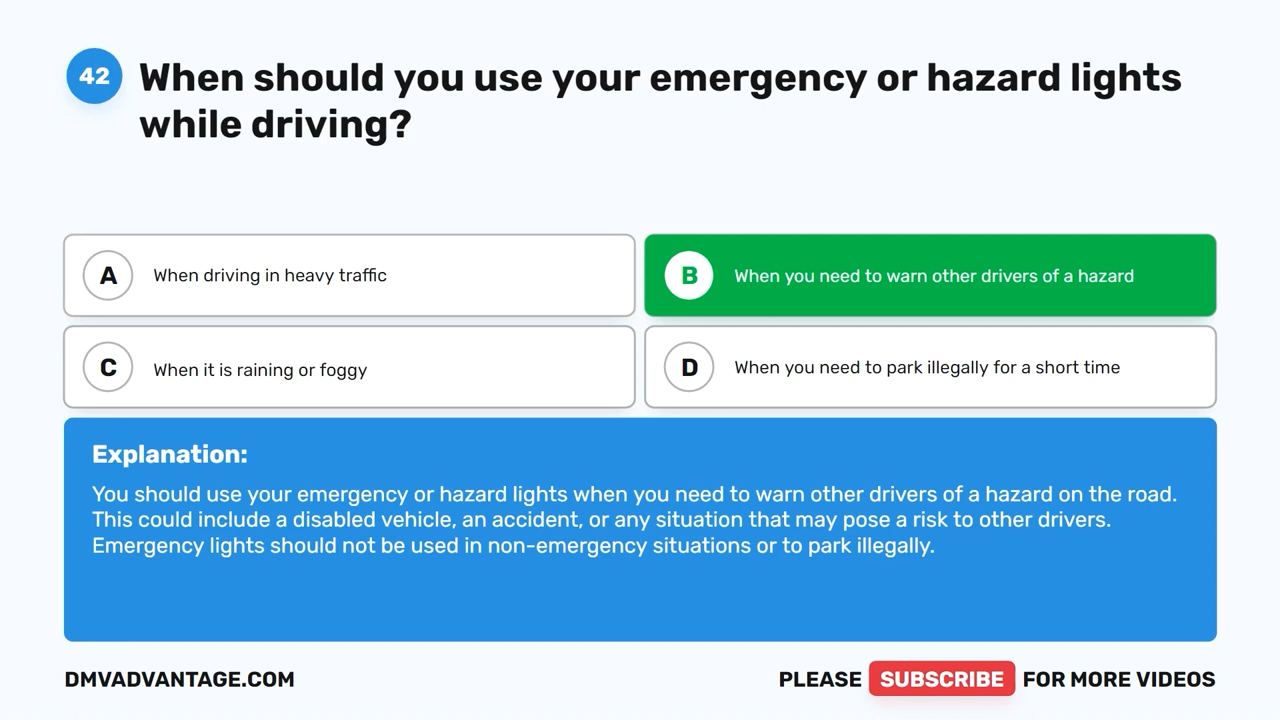 42
When should you use your emergency or hazard lights
while driving?
A
When driving in heavy traffic
B
When you need to warn other drivers of a hazard
C
When it is raining or foggy
D
When you need to park illegally for a short time
Explanation:
You should use your emergency or hazard lights when you need to warn other drivers of a hazard on the road.
This could include a disabled vehicle, an accident, or any situation that may pose a risk to other drivers.
Emergency lights should not be used in non-emergency situations or to park illegally.
DMVADVANTAGE.COM
PLEASE SUBSCRIBE FOR MORE VIDEOS